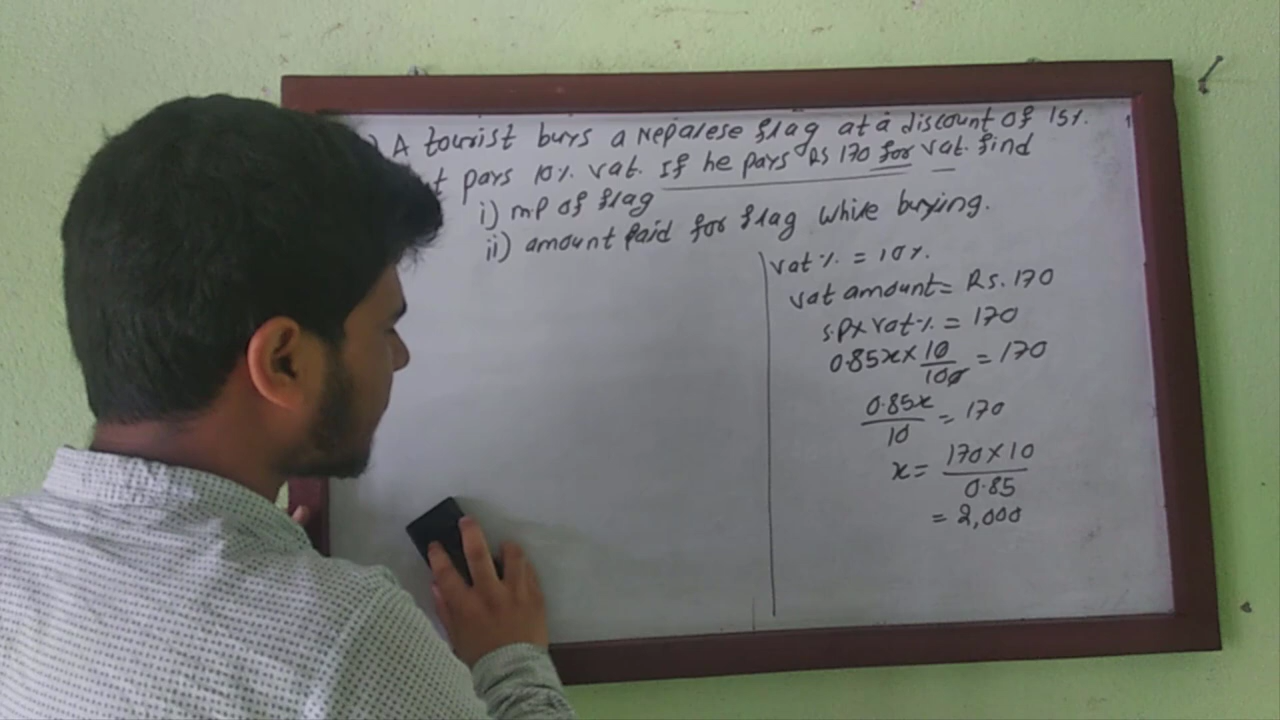 A tourist buys a Nepalese flag at a discount of 15%.
pays 10% vat. If he pays Rs 170 for vat. find
i) mp of flag
ii) amount paid for flag while buying.
vat% = 10%.
vat amount = Rs. 170
s.p x vat% = 170
0.85x × 10/100 = 170
0.85x/10 = 170
x = 170 × 10/0.85
= 2,000